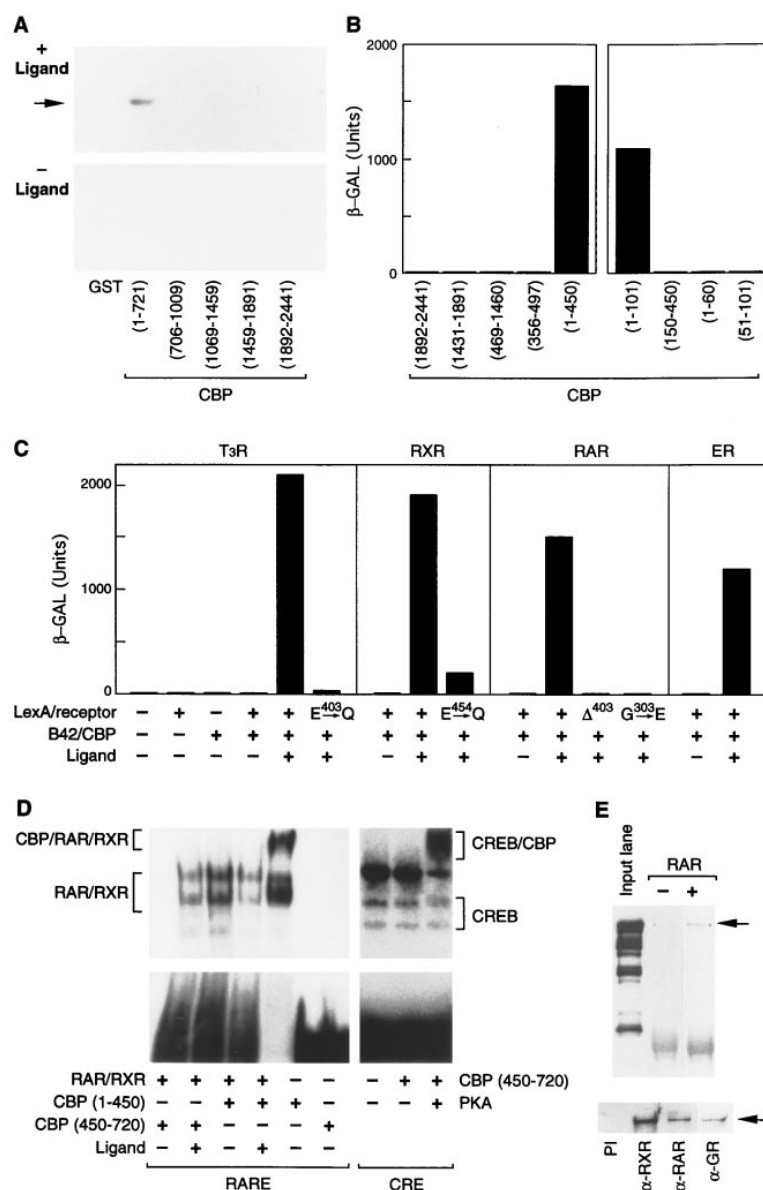 A
+
Ligand
−
Ligand
GST
(1-721)
(706-1009)
(1069-1459)
(1459-1891)
(1892-2441)
CBP
B
β-GAL (Units)
2000
1000
0
(1892-2441)
(1431-1891)
(469-1460)
(356-497)
(1-450)
(1-101)
(150-450)
(1-60)
(51-101)
CBP
C
T3R RXR RAR ER
β-GAL (Units)
2000
1000
0
LexA/receptor − + − + + E403→Q + + E454→Q + + Δ403 G303→E + +
B42/CBP − − + + + + + + + + + + + + +
Ligand + + − + + − + + + − +
D
CBP/RAR/RXR
RAR/RXR
CREB/CBP
CREB
RAR/RXR + + + + − −
CBP (1-450) − − + + + −
CBP (450-720) + + − − − +
Ligand − + − + − −
RARE
− + + CBP (450-720)
− − + PKA
CRE
E
Input lane
RAR
− +
PI
α-RXR
α-RAR
α-GR